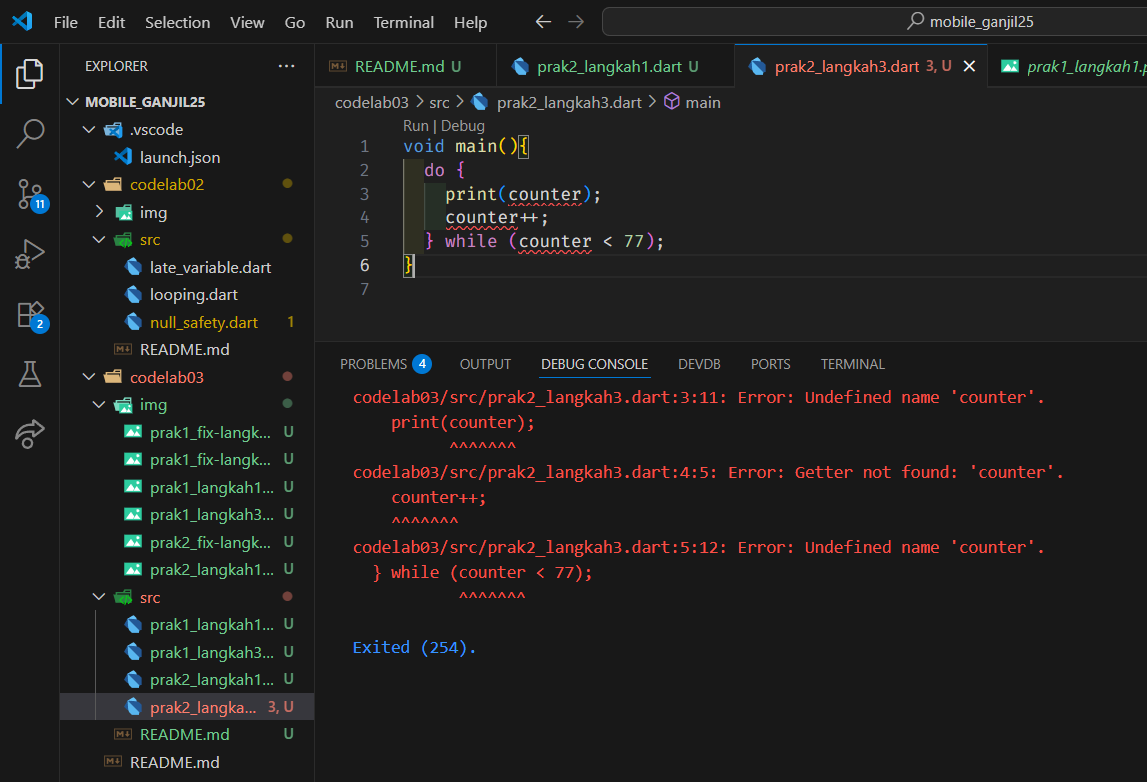 File Edit Selection View Go Run Terminal Help
mobile_ganjil25
EXPLORER
MOBILE_GANJIL25
.vscode
launch.json
codelab02
img
src
late_variable.dart
looping.dart
null_safety.dart 1
README.md
codelab03
img
prak1_fix-langk... U
prak1_fix-langk... U
prak1_langkah1... U
prak1_langkah3... U
prak2_fix-langk... U
prak2_langkah1... U
src
prak1_langkah1... U
prak1_langkah3... U
prak2_langkah1... U
prak2_langka... 3, U
README.md U
README.md
11
2
README.md U prak2_langkah1.dart U prak2_langkah3.dart 3, U prak1_langkah1.p
codelab03 > src > prak2_langkah3.dart > main
Run | Debug
1 void main(){
2 do {
3 print(counter);
4 counter++;
5 } while (counter < 77);
6 }
7
PROBLEMS 4 OUTPUT DEBUG CONSOLE DEVDB PORTS TERMINAL
codelab03/src/prak2_langkah3.dart:3:11: Error: Undefined name 'counter'.
print(counter);
^^^^^^^
codelab03/src/prak2_langkah3.dart:4:5: Error: Getter not found: 'counter'.
counter++;
^^^^^^^
codelab03/src/prak2_langkah3.dart:5:12: Error: Undefined name 'counter'.
} while (counter < 77);
^^^^^^^
Exited (254).